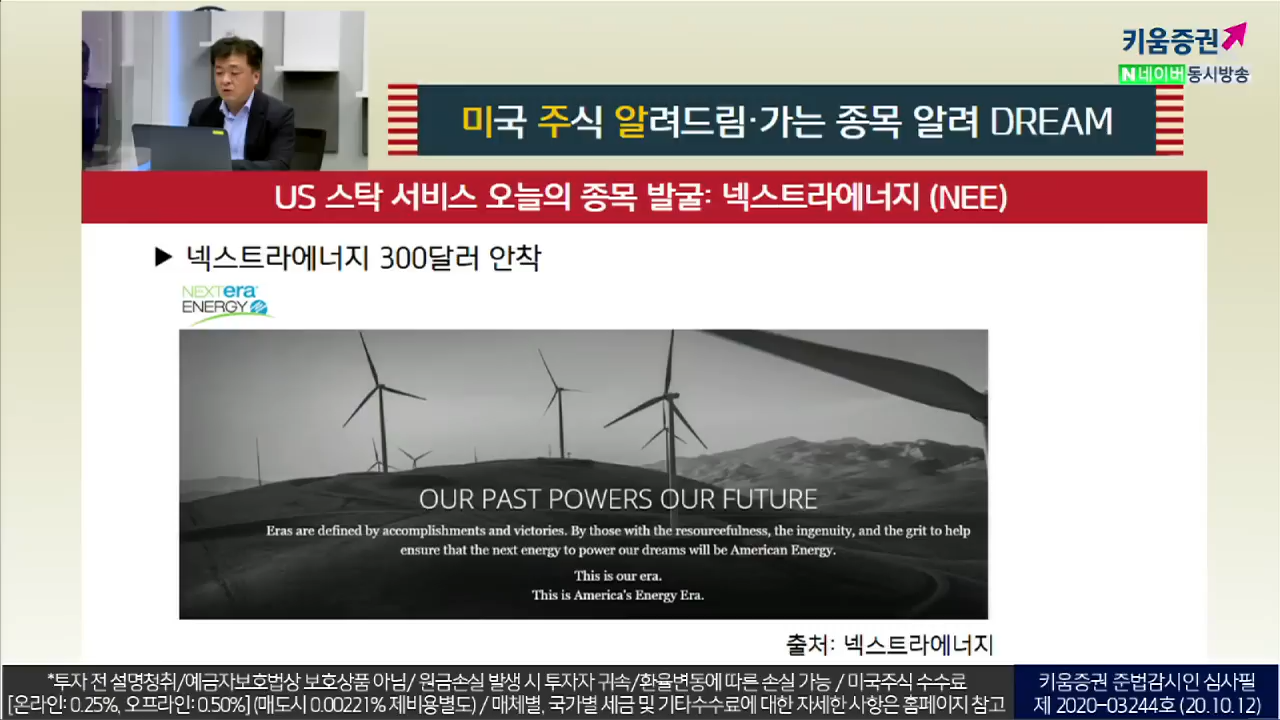 키움증권
N 네이버 동시방송
미국 주식 알려드림·가는 종목 알려 DREAM
US 스탁 서비스 오늘의 종목 발굴: 넥스트라에너지 (NEE)
▶ 넥스트라에너지 300달러 안착
NEXTera
ENERGY
OUR PAST POWERS OUR FUTURE
Eras are defined by accomplishments and victories. By those with the resourcefulness, the ingenuity, and the grit to help
ensure that the next energy to power our dreams will be American Energy.
This is our era.
This is America's Energy Era.
출처: 넥스트라에너지
*투자 전 설명청취/예금자보호법상 보호상품 아님/ 원금손실 발생 시 투자자 귀속/환율변동에 따른 손실 가능 / 미국주식 수수료
[온라인: 0.25%, 오프라인: 0.50%] (매도시 0.00221% 제비용별도) / 매체별, 국가별 세금 및 기타수수료에 대한 자세한 사항은 홈페이지 참고
키움증권 준법감시인 심사필
제 2020-03244호 (20.10.12)